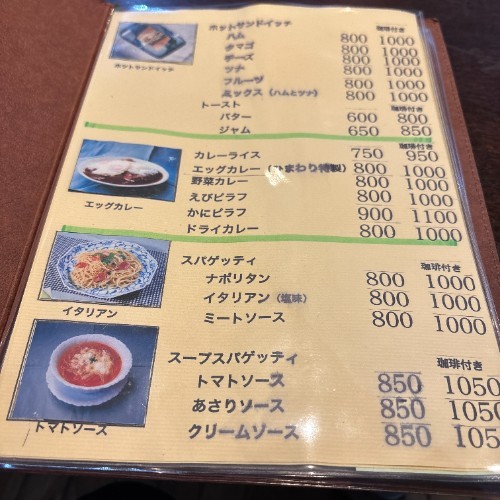 ホットサンドイッチ 珈琲付き
ハム 800 1000
タマゴ 800 1000
チーズ 800 1000
ツナ 800 1000
フルーツ 800 1000
ミックス（ハムとツナ） 800 1000
ホットサンドイッチ
トースト 珈琲付き
バター 600 800
ジャム 650 850
珈琲付き
カレーライス 750 950
エッグカレー（ひまわり特製） 800 1000
野菜カレー 800 1000
えびピラフ 800 1000
かにピラフ 900 1100
ドライカレー 800 1000
エッグカレー
スパゲッティ 珈琲付き
ナポリタン 800 1000
イタリアン（塩味） 800 1000
ミートソース 800 1000
イタリアン
スープスパゲッティ 珈琲付き
トマトソース 850 1050
あさりソース 850 1050
クリームソース 850 105
トマトソース